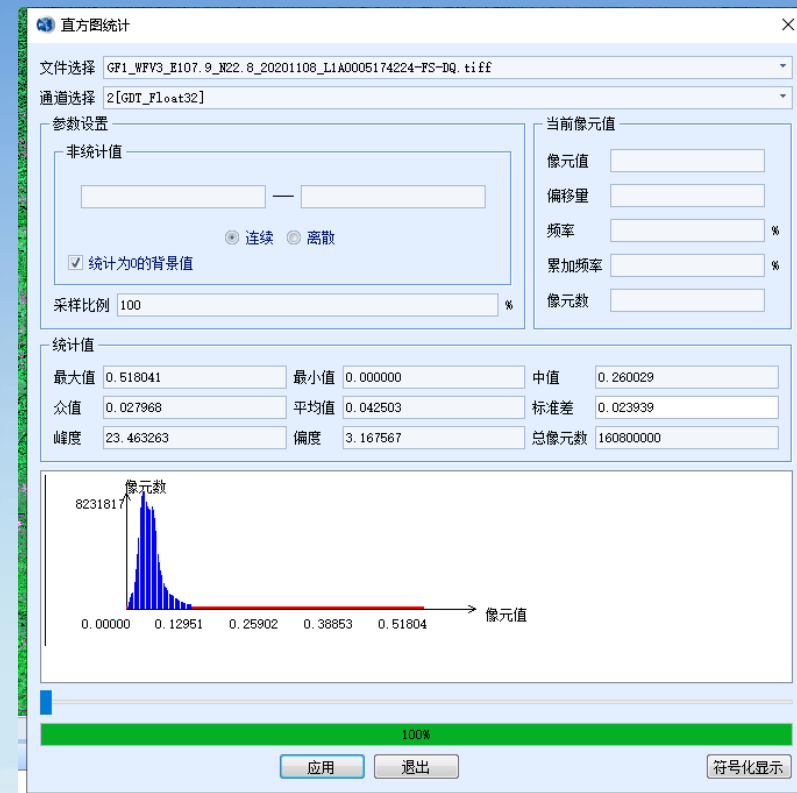 直方图统计
文件选择 GF1_WFV3_E107.9_N22.8_20201108_L1A0005174224-FS-DQ.tiff
通道选择 2[GDT_Float32]
参数设置
非统计值
—
连续 离散
统计为0的背景值
采样比例 100 %
当前像元值
像元值
偏移量
频率 %
累加频率 %
像元数
统计值
最大值 0.518041 最小值 0.000000 中值 0.260029
众值 0.027968 平均值 0.042503 标准差 0.023939
峰度 23.463263 偏度 3.167567 总像元数 160800000
像元数
8231817
像元值
0.00000 0.12951 0.25902 0.38853 0.51804
100%
应用 退出 符号化显示